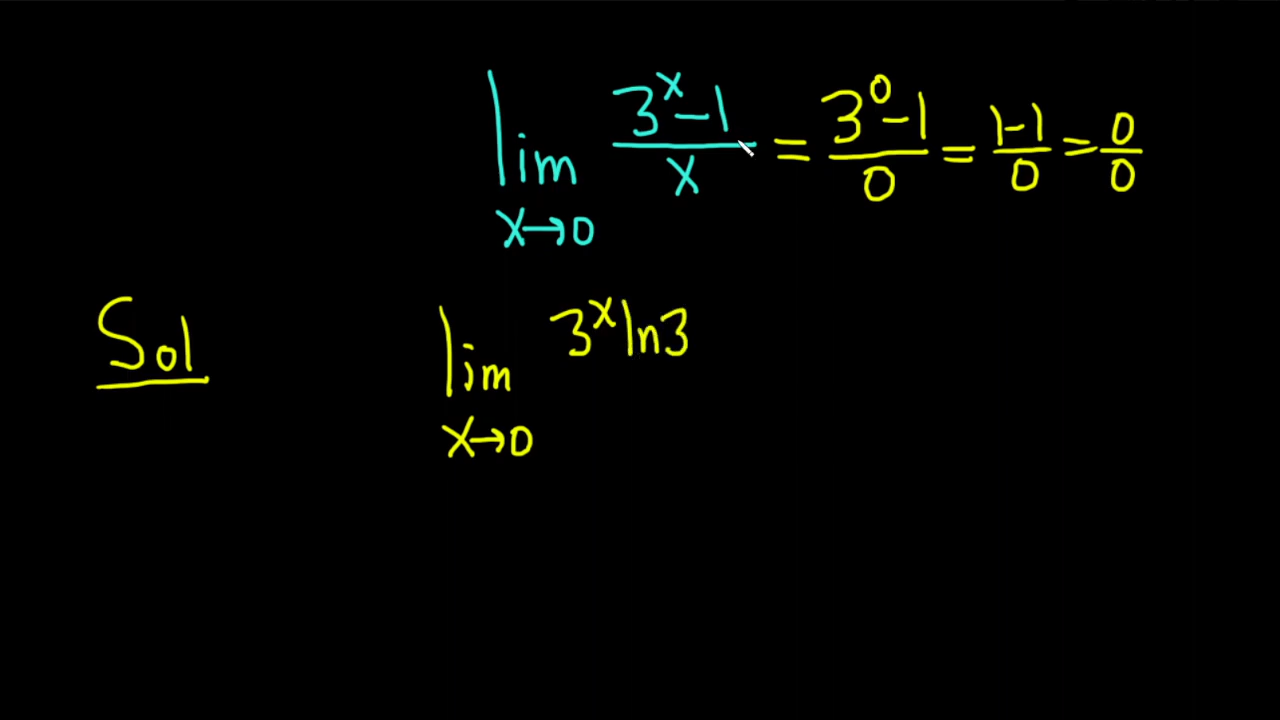 lim x→0 (3^x - 1)/x = (3^0 - 1)/0 = (1-1)/0 = 0/0
Sol lim x→0 3^x ln3